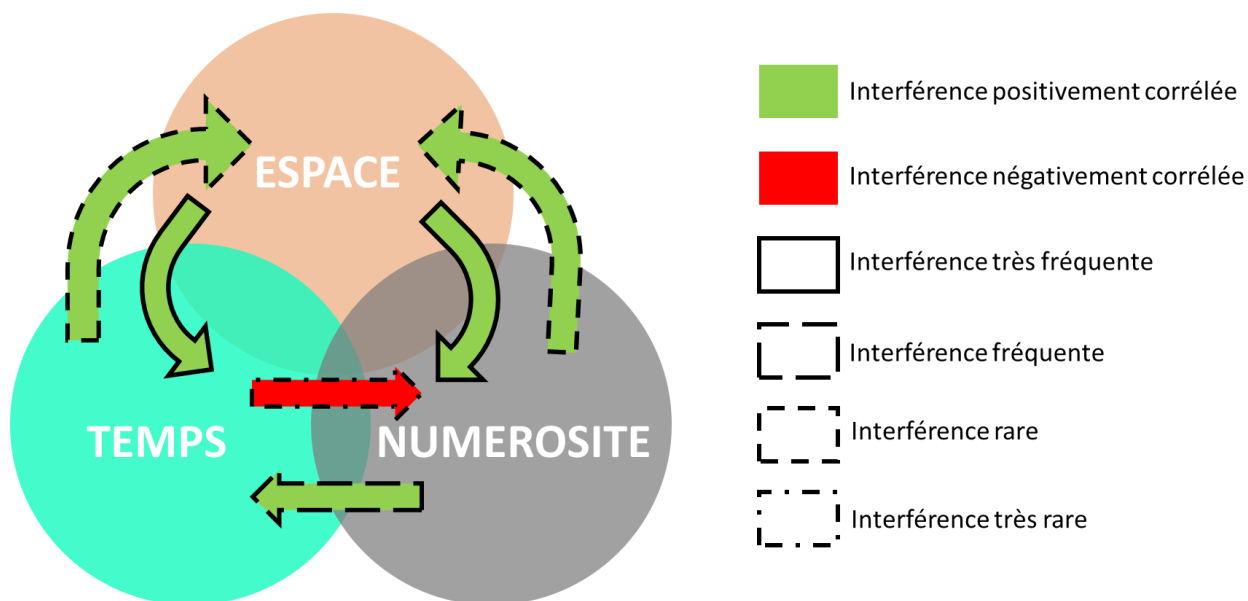 ESPACE
TEMPS
NUMEROSITE
Interférence positivement corrélée
Interférence négativement corrélée
Interférence très fréquente
Interférence fréquente
Interférence rare
Interférence très rare